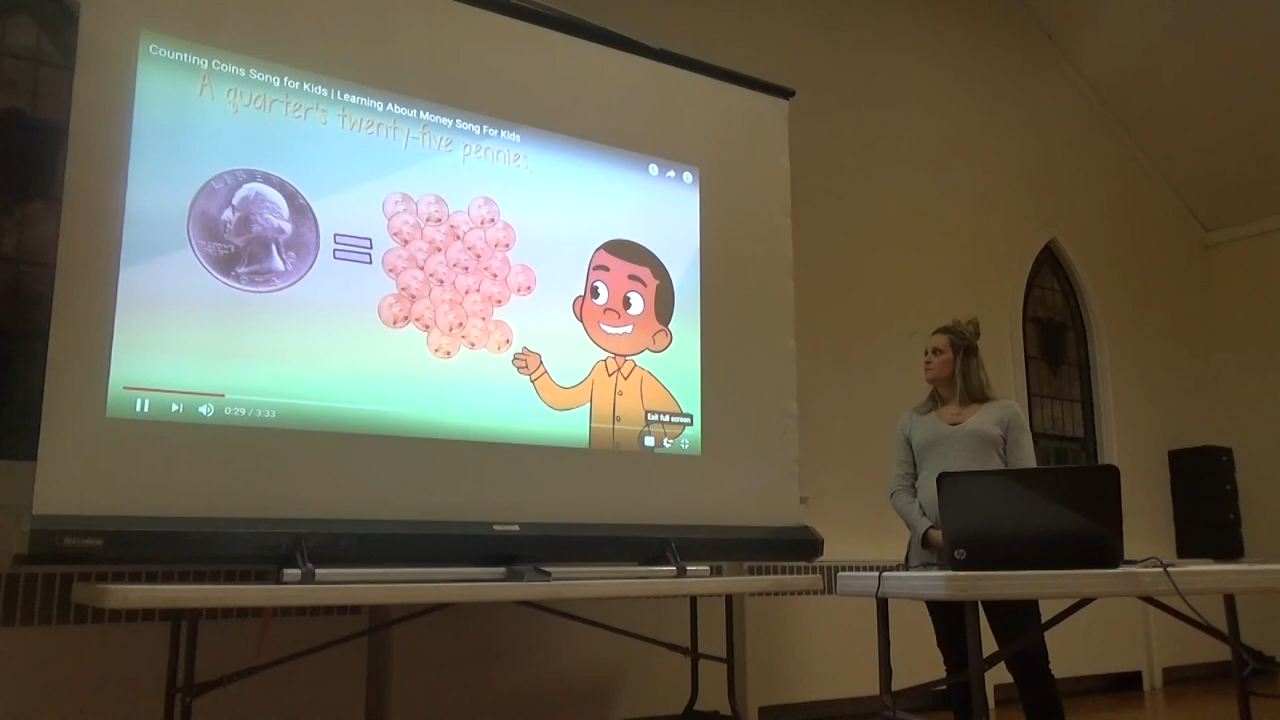 Counting Coins Song for Kids | Learning About Money Song For Kids
A quarter's twenty-five pennies,
LIBERTY
0:29 / 3:33
Exit full screen
hp